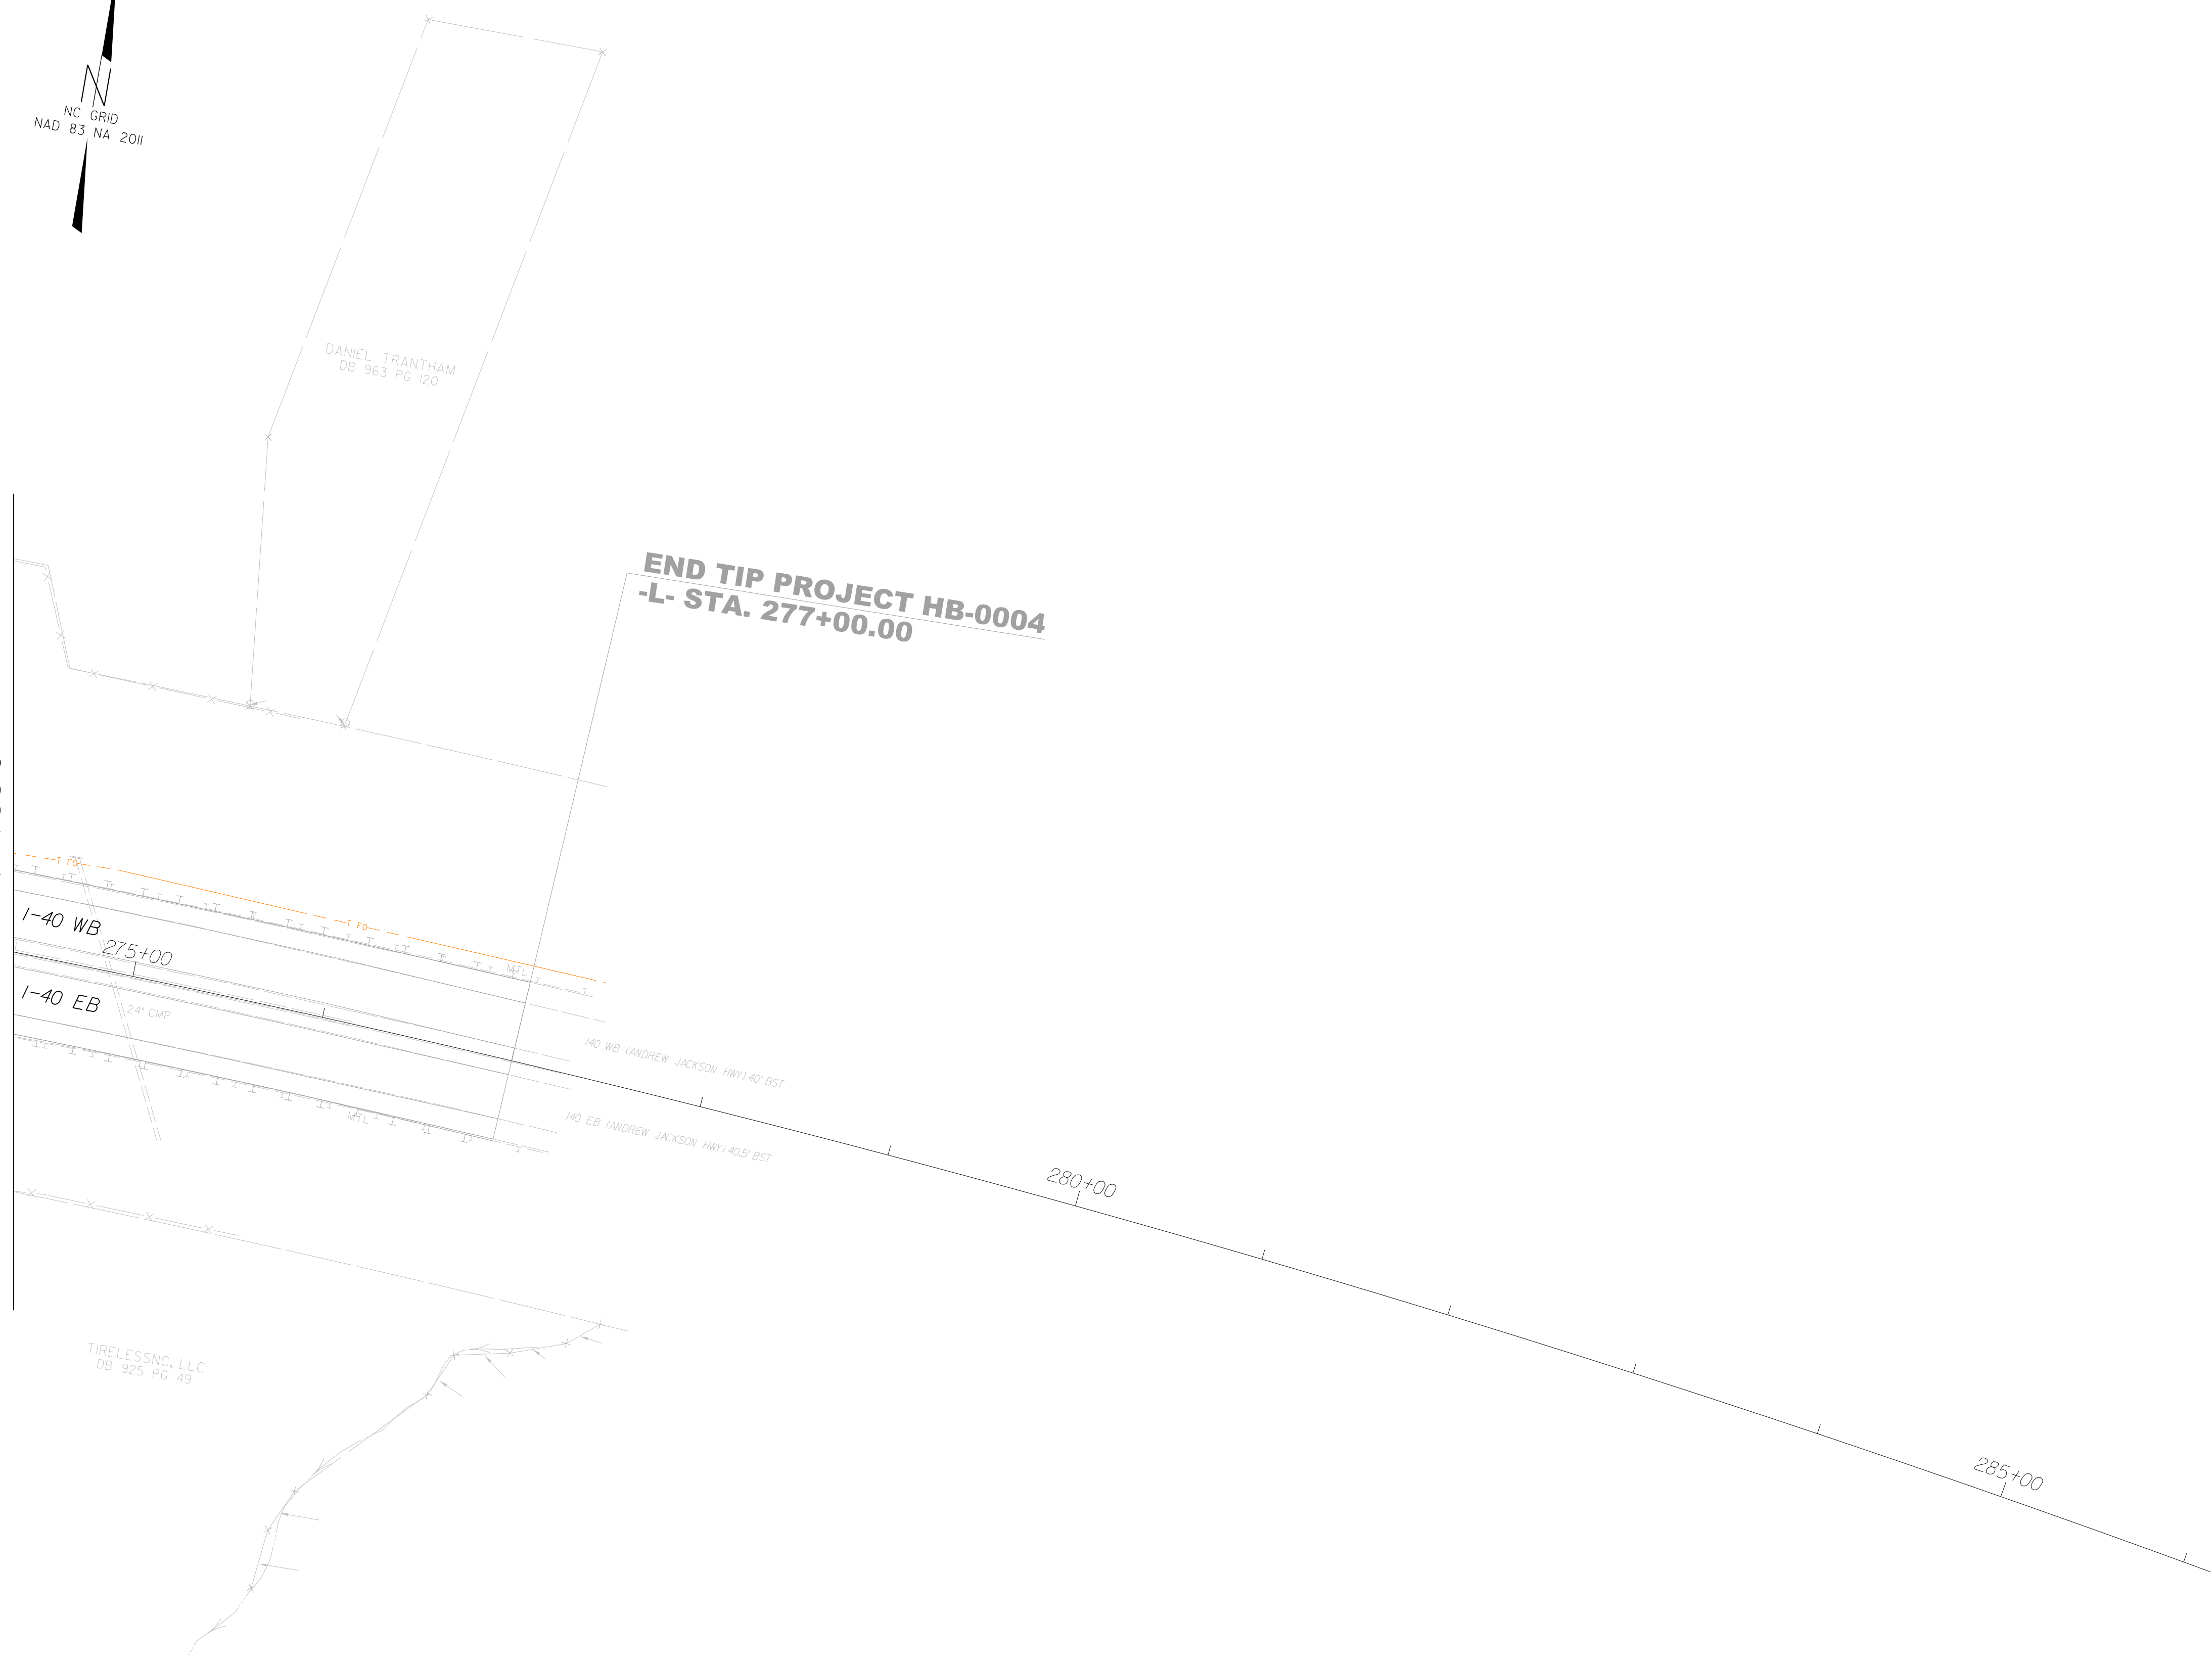 NC GRID
NAD 83 NA 2011
DANIEL TRANTHAM
DB 963 PG 120
END TIP PROJECT HB-0004
-L- STA. 277+00.00
T FO
T FO
I-40 WB
275+00
MTL
I-40 EB
24" CMP
I40 WB (ANDREW JACKSON HWY) 40' BST
MTL
I40 EB (ANDREW JACKSON HWY) 40.5' BST
280+00
TIRELESSNC, LLC
DB 925 PG 49
285+00